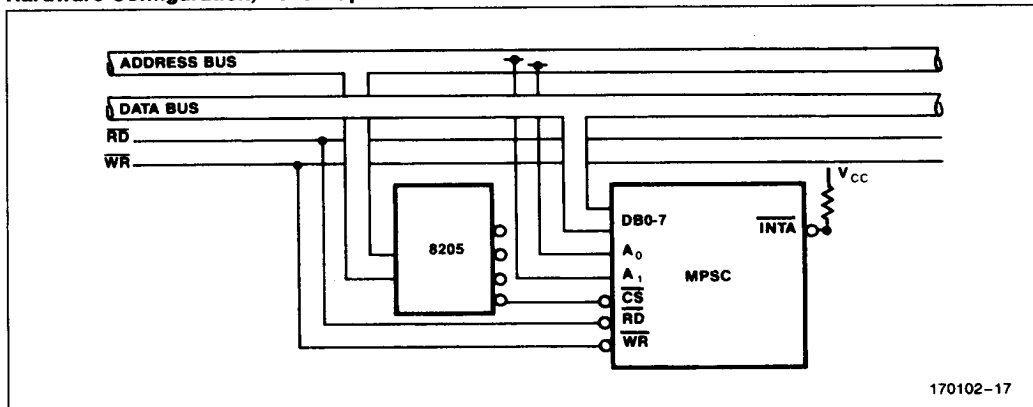 ADDRESS BUS
DATA BUS
RD
WR
VCC
8205
DB0-7
INTA
A0
A1
MPSC
CS
RD
WR
170102-17